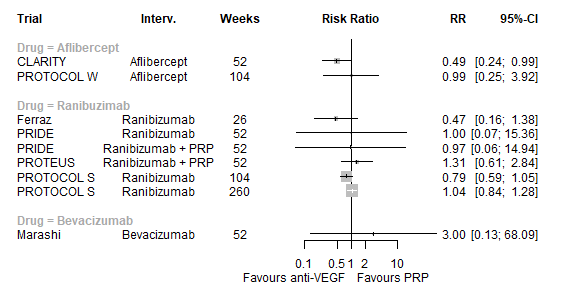 Trial Interv. Weeks Risk Ratio RR 95%-CI
Drug = Aflibercept
CLARITY Aflibercept 52 0.49 [0.24; 0.99]
PROTOCOL W Aflibercept 104 0.99 [0.25; 3.92]
Drug = Ranibuzimab
Ferraz Ranibizumab 26 0.47 [0.16; 1.38]
PRIDE Ranibizumab 52 1.00 [0.07; 15.36]
PRIDE Ranibizumab + PRP 52 0.97 [0.06; 14.94]
PROTEUS Ranibizumab + PRP 52 1.31 [0.61; 2.84]
PROTOCOL S Ranibizumab 104 0.79 [0.59; 1.05]
PROTOCOL S Ranibizumab 260 1.04 [0.84; 1.28]
Drug = Bevacizumab
Marashi Bevacizumab 52 3.00 [0.13; 68.09]
0.1 0.5 1 2 10
Favours anti-VEGF Favours PRP